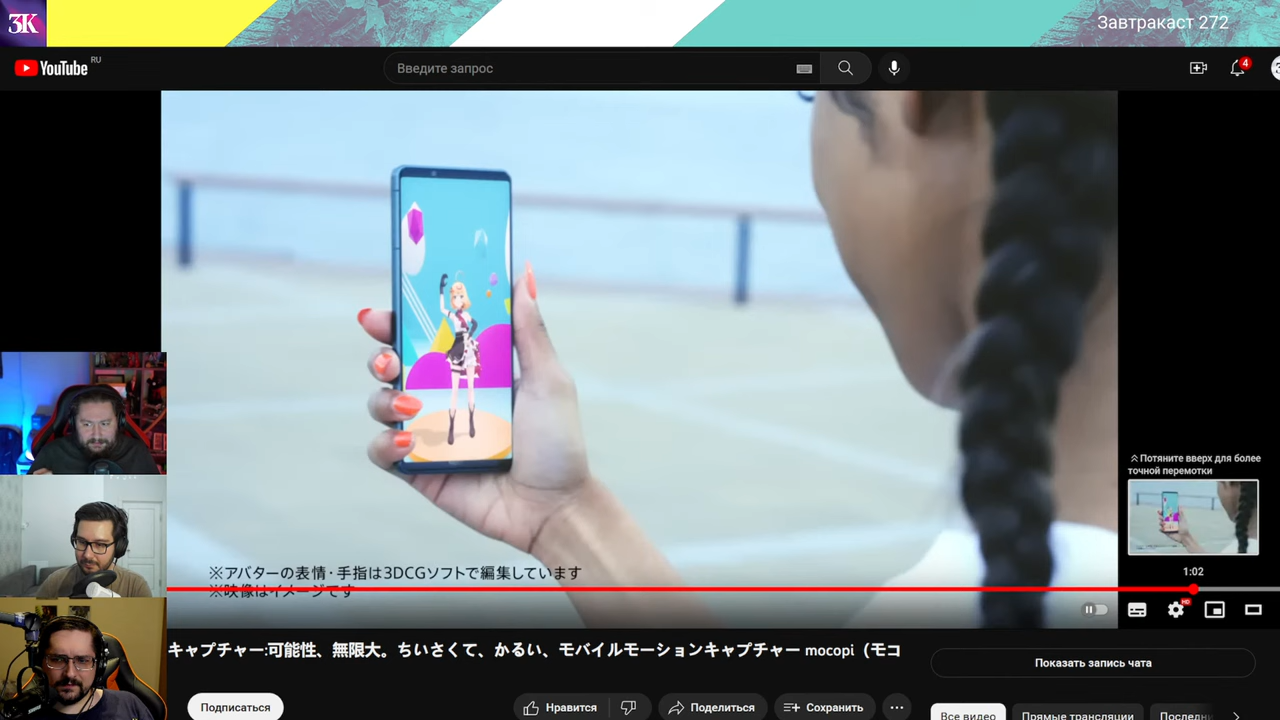 3K
Завтракаст 272
YouTube RU
Введите запрос
4
Потяните вверх для более
точной перемотки
※アバターの表情・手指は3DCGソフトで編集しています
※映像はイメージです
1:02
HD
キャプチャー:可能性、無限大。ちいさくて、かるい、モバイルモーションキャプチャー mocopi（モコ
Показать запись чата
Подписаться
Нравится
Поделиться
Сохранить
Все видео
Прямые трансляции
Последн